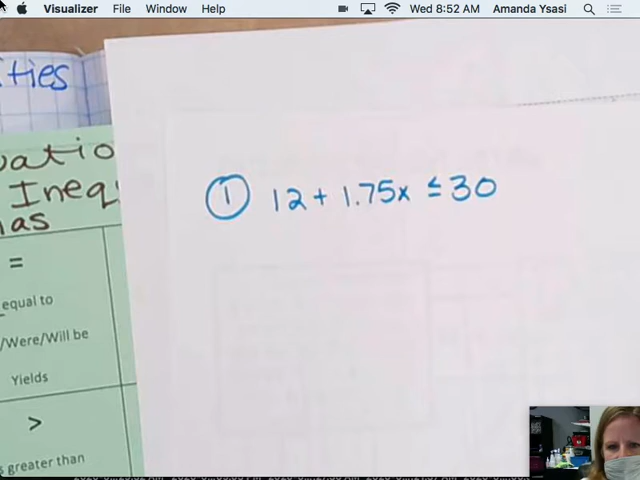 Visualizer File Window Help Wed 8:52 AM Amanda Ysasi
ities
uatio
Ineq
as
=
equal to
/Were/Will be
Yields
>
s greater than
① 12 + 1.75x ≤ 30